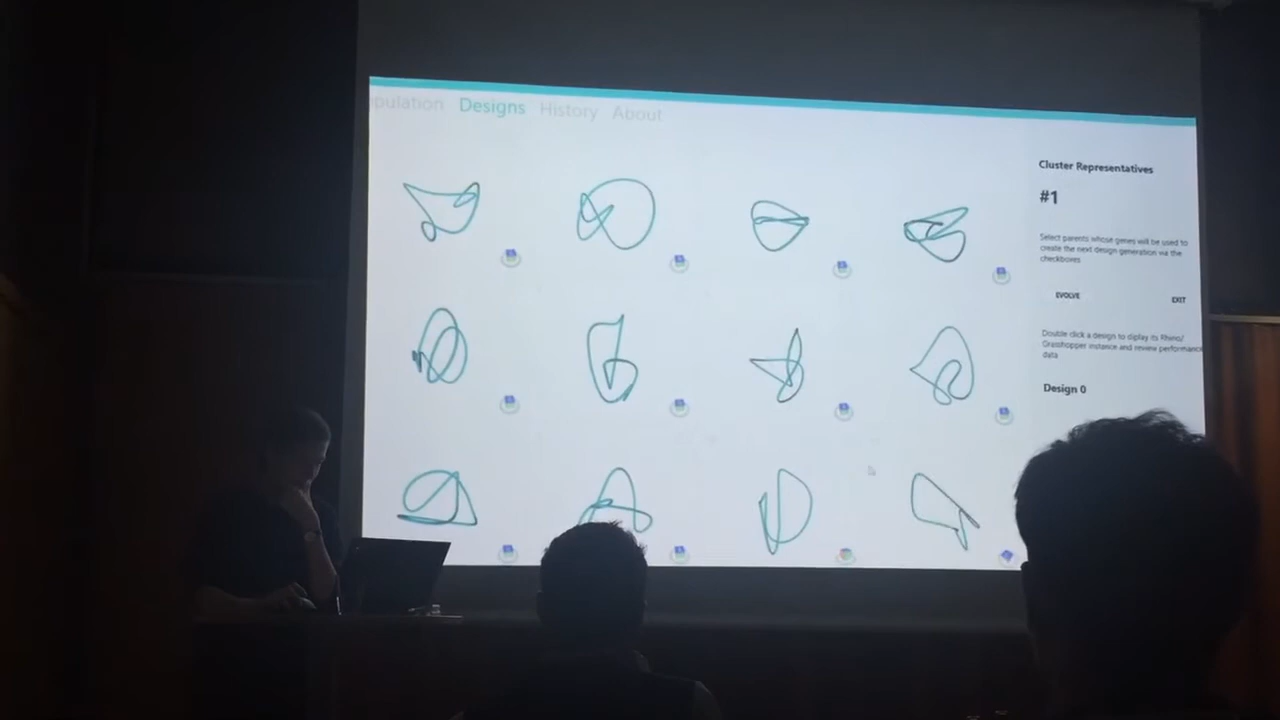 Designs History About
Cluster Representatives
#1
Select parents whose genes will be used to
create the next design generation via the
checkboxes
EVOLVE EXIT
Double click a design to diplay its Rhino/
Grasshopper instance and review performance
data
Design 0